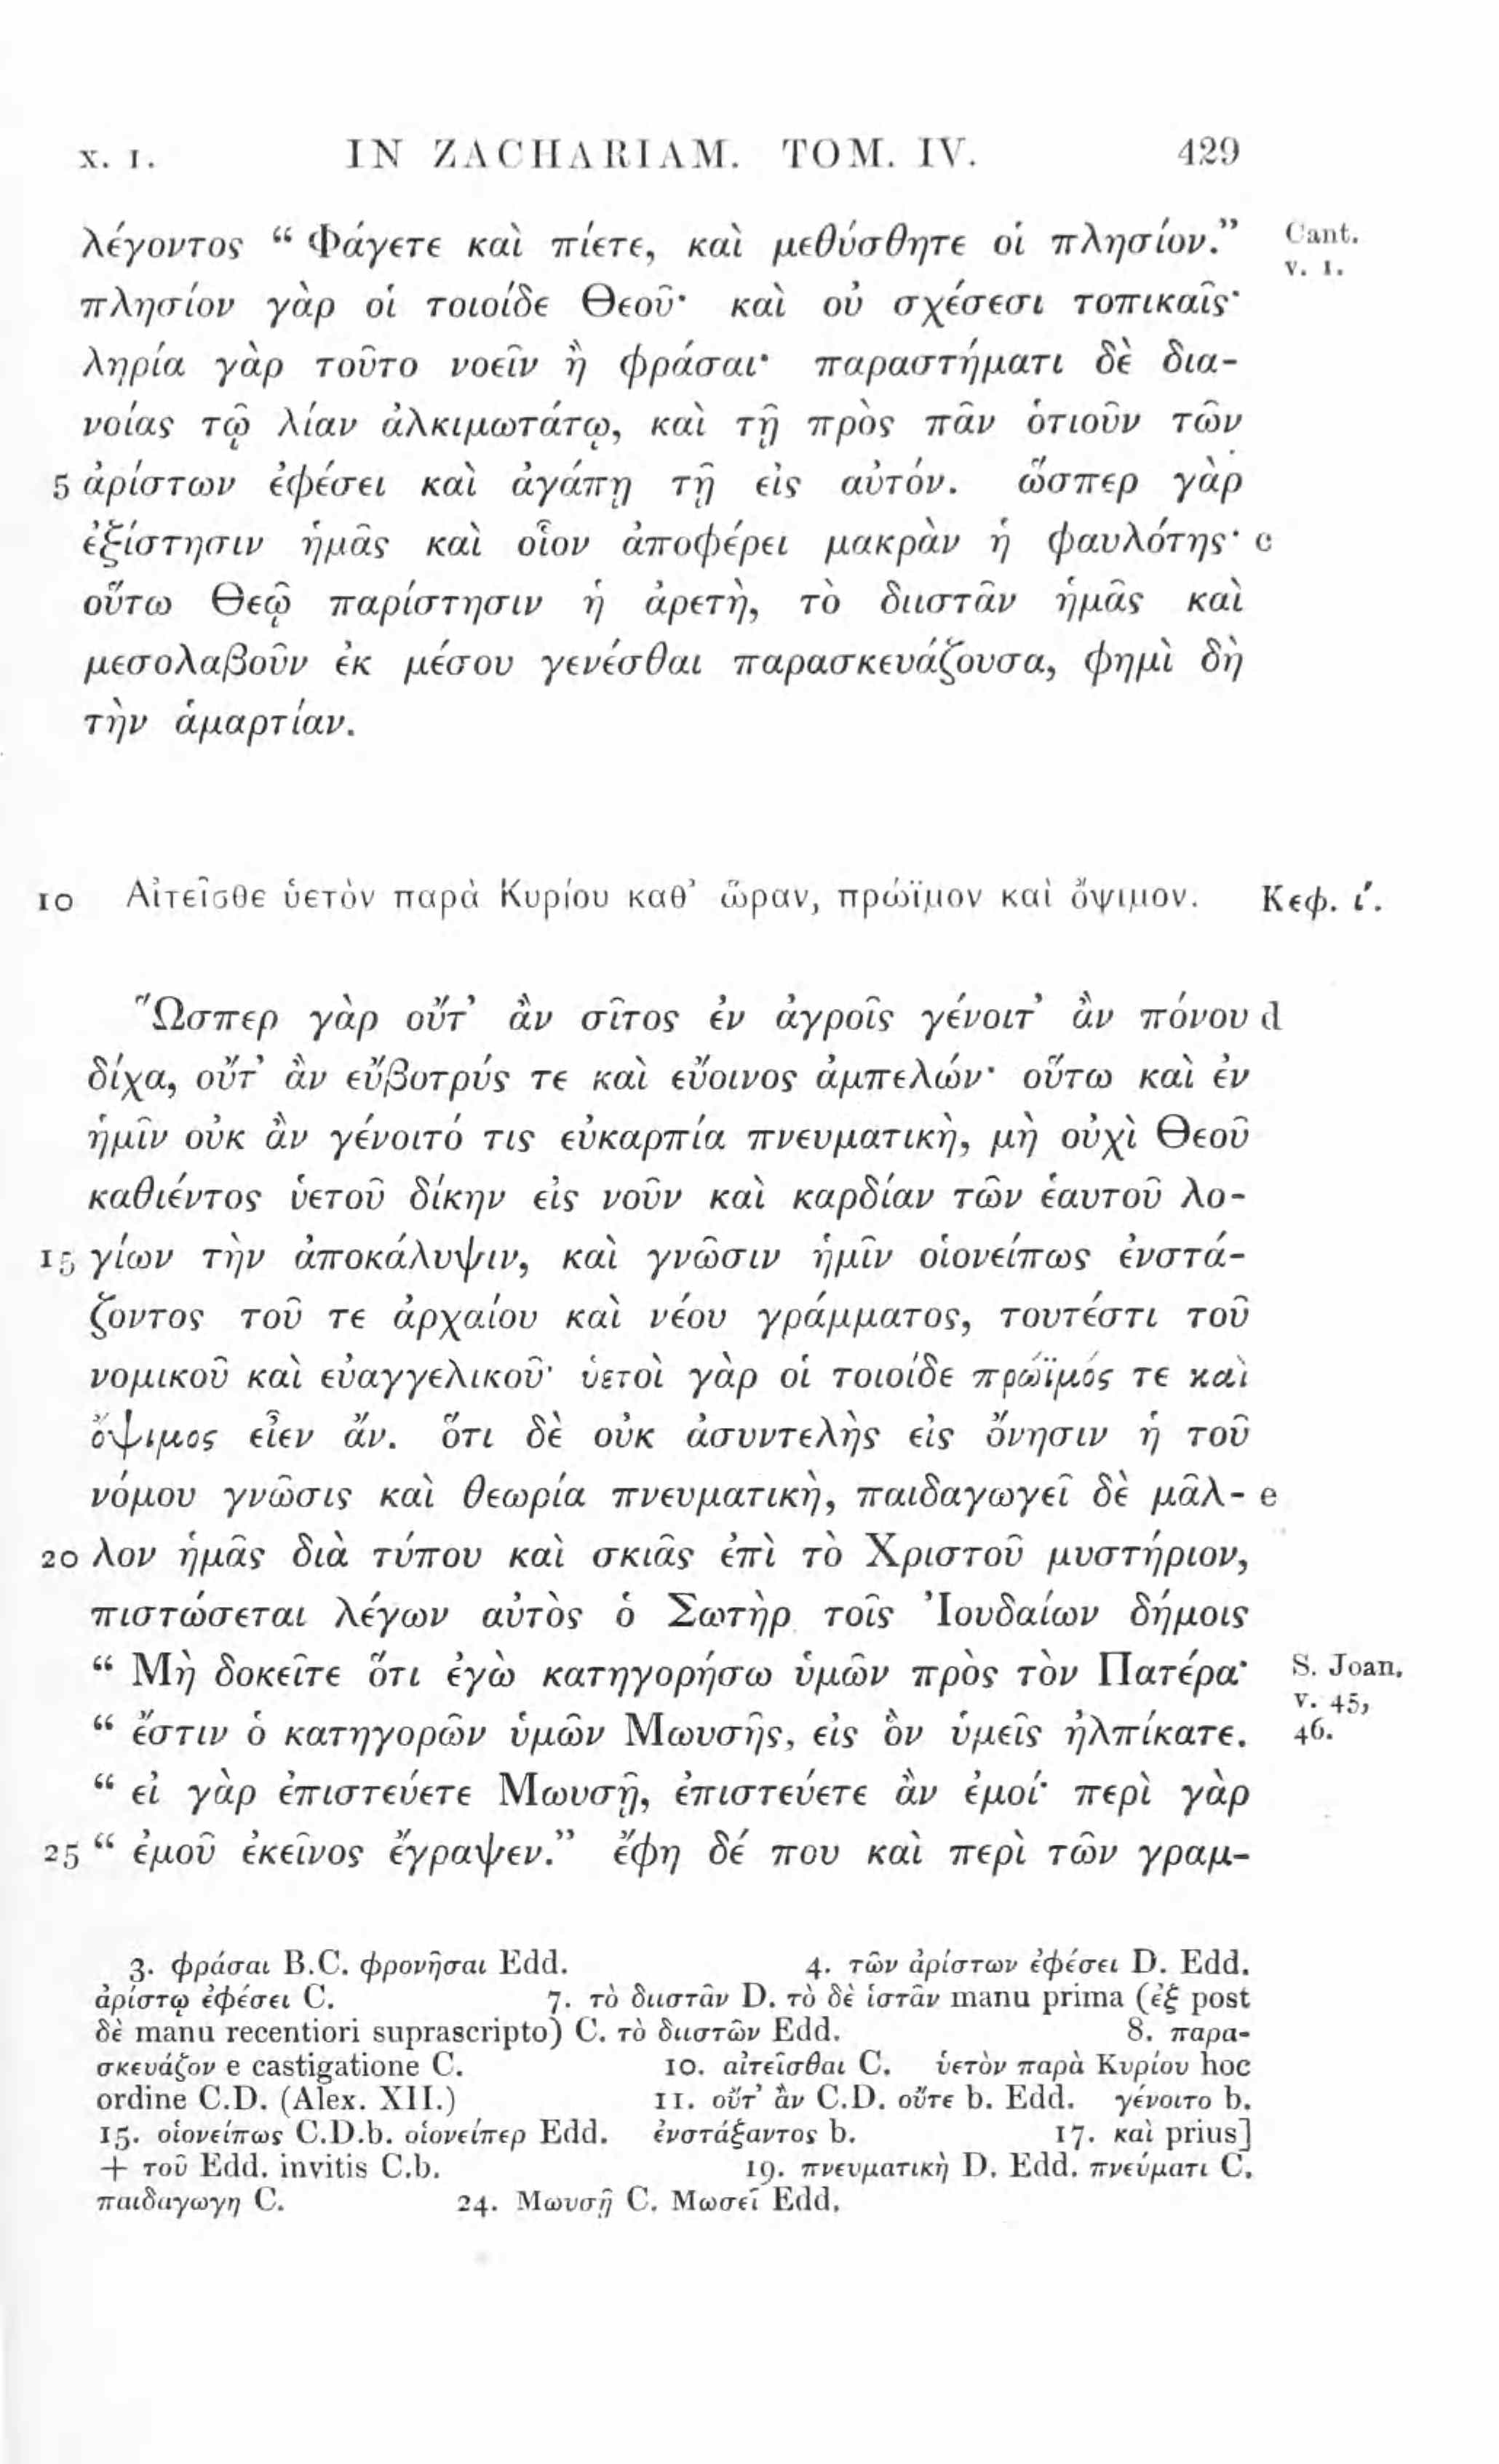 X. I. IN ZACHARIAM. TOM. IV. 429
λέγοντος “ Φάγετε καὶ πίετε, καὶ μεθύσθητε οἱ πλησίον.” Cant. v. 1.
πλησίον γὰρ οἱ τοιοίδε Θεοῦ· καὶ οὐ σχέσεσι τοπικαῖς·
ληρία γὰρ τοῦτο νοεῖν ἢ φράσαι· παραστήματι δὲ δια-
νοίας τῷ λίαν ἀλκιμωτάτῳ, καὶ τῇ πρὸς πᾶν ὁτιοῦν τῶν
5 ἀρίστων ἐφέσει καὶ ἀγάπῃ τῇ εἰς αὐτόν. ὥσπερ γὰρ
ἐξίστησιν ἡμᾶς καὶ οἷον ἀποφέρει μακρὰν ἡ φαυλότης· c
οὕτω Θεῷ παρίστησιν ἡ ἀρετὴ, τὸ διιστᾶν ἡμᾶς καὶ
μεσολαβοῦν ἐκ μέσου γενέσθαι παρασκευάζουσα, φημὶ δὴ
τὴν ἁμαρτίαν.
10 Αἰτεῖσθε ὑετὸν παρὰ Κυρίου καθ’ ὥραν, πρώϊμον καὶ ὄψιμον. Κεφ. ί.
Ὥσπερ γὰρ οὔτ’ ἂν σῖτος ἐν ἀγροῖς γένοιτ’ ἂν πόνου d
δίχα, οὔτ’ ἂν εὔβοτρύς τε καὶ εὔοινος ἀμπελών· οὕτω καὶ ἐν
ἡμῖν οὐκ ἂν γένοιτό τις εὐκαρπία πνευματικὴ, μὴ οὐχὶ Θεοῦ
καθιέντος ὑετοῦ δίκην εἰς νοῦν καὶ καρδίαν τῶν ἑαυτοῦ λο-
15 γίων τὴν ἀποκάλυψιν, καὶ γνῶσιν ἡμῖν οἱονείπως ἐνστά-
ζοντος τοῦ τε ἀρχαίου καὶ νέου γράμματος, τουτέστι τοῦ
νομικοῦ καὶ εὐαγγελικοῦ· ὑετοὶ γὰρ οἱ τοιοίδε πρώϊμός τε καὶ
ὄψιμος εἶεν ἄν. ὅτι δὲ οὐκ ἀσυντελὴς εἰς ὄνησιν ἡ τοῦ
νόμου γνῶσις καὶ θεωρία πνευματικὴ, παιδαγωγεῖ δὲ μᾶλ- e
20 λον ἡμᾶς διὰ τύπου καὶ σκιᾶς ἐπὶ τὸ Χριστοῦ μυστήριον,
πιστώσεται λέγων αὐτὸς ὁ Σωτὴρ τοῖς Ἰουδαίων δήμοις
“ Μὴ δοκεῖτε ὅτι ἐγὼ κατηγορήσω ὑμῶν πρὸς τὸν Πατέρα· S. Joan.
“ ἔστιν ὁ κατηγορῶν ὑμῶν Μωυσῆς, εἰς ὃν ὑμεῖς ἠλπίκατε. v. 45, 46.
“ εἰ γὰρ ἐπιστεύετε Μωυσῇ, ἐπιστεύετε ἂν ἐμοί· περὶ γὰρ
25 “ ἐμοῦ ἐκεῖνος ἔγραψεν.” ἔφη δέ που καὶ περὶ τῶν γραμ-
3. φράσαι B.C. φρονῆσαι Edd. 4. τῶν ἀρίστων ἐφέσει D. Edd.
ἀρίστῳ ἐφέσει C. 7. τὸ διιστᾶν D. τὸ δὲ ἱστᾶν manu prima (ἐξ post
δὲ manu recentiori suprascripto) C. τὸ διιστῶν Edd. 8. παρα-
σκευάζον e castigatione C. 10. αἰτεῖσθαι C. ὑετὸν παρὰ Κυρίου hoc
ordine C.D. (Alex. XII.) 11. οὔτ’ ἂν C.D. οὔτε b. Edd. γένοιτο b.
15. οἱονείπως C.D.b. οἱονείπερ Edd. ἐνστάξαντος b. 17. καὶ prius]
+ τοῦ Edd. invitis C.b. 19. πνευματικὴ D. Edd. πνεύματι C.
παιδαγωγη C. 24. Μωυσῇ C. Μωσεῖ Edd.